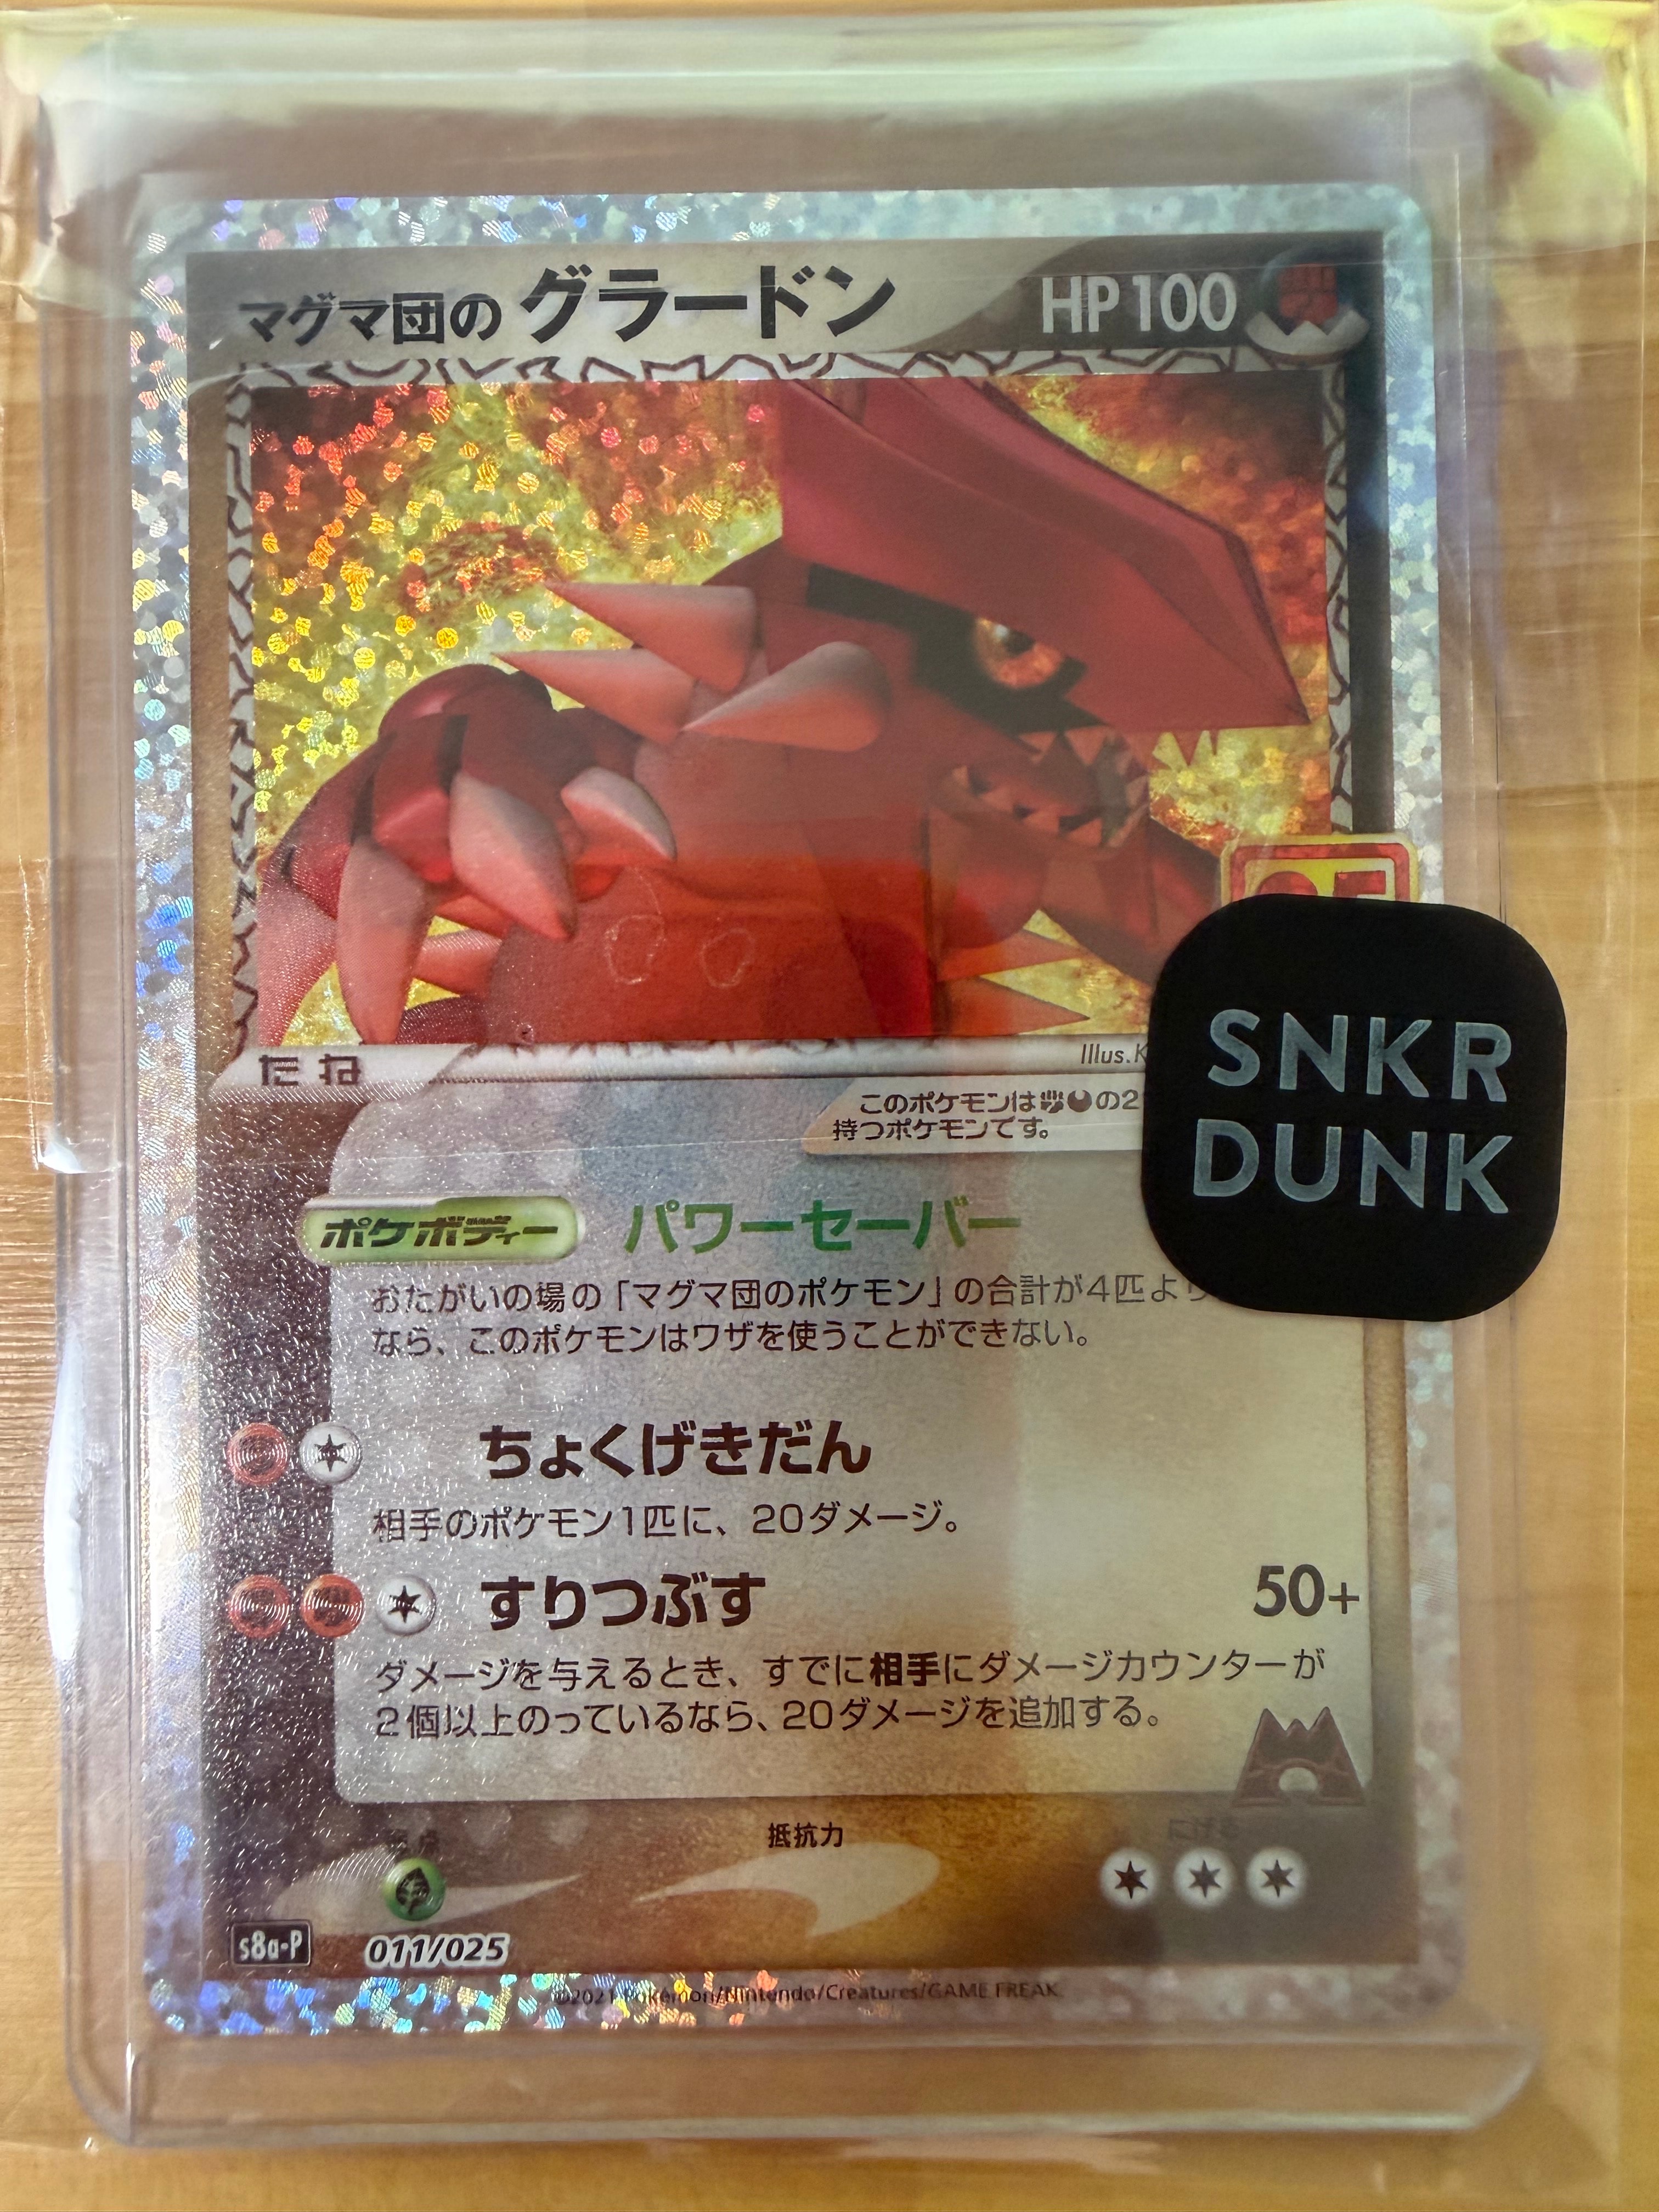 マグマ団の グラードン HP100
25
たね
Illus.K
このポケモンは の2
持つポケモンです。
SNKR
DUNK
ポケボディー パワーセーバー
おたがいの場の「マグマ団のポケモン」の合計が4匹より
なら、このポケモンはワザを使うことができない。
ちょくげきだん
相手のポケモン1匹に、20ダメージ。
すりつぶす 50+
ダメージを与えるとき、すでに相手にダメージカウンターが
2個以上のっているなら、20ダメージを追加する。
弱点 抵抗力 にげる
s8a-P 011/025
©2021 Pokémon/Nintendo/Creatures/GAME FREAK